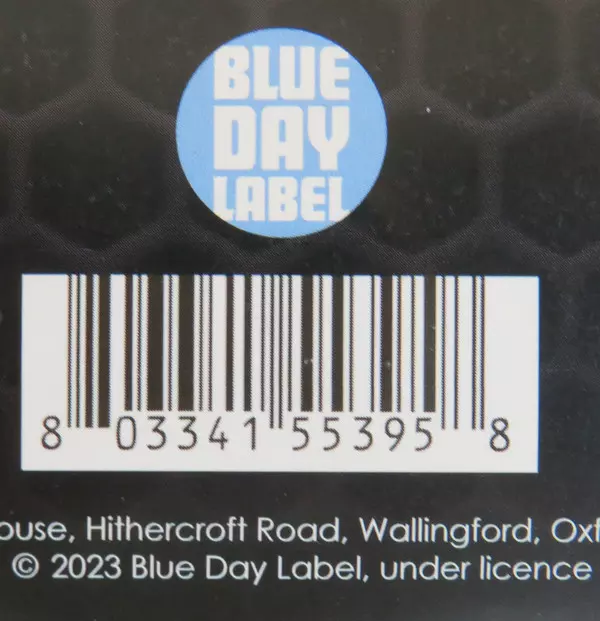 BLUE
DAY
LABEL
8 03341 55395 8
ouse, Hithercroft Road, Wallingford, Oxf
© 2023 Blue Day Label, under licence